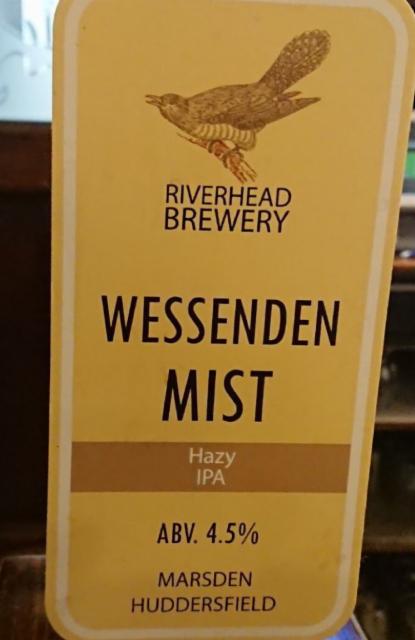 RIVERHEAD
BREWERY
WESSENDEN
MIST
Hazy
IPA
ABV. 4.5%
MARSDEN
HUDDERSFIELD